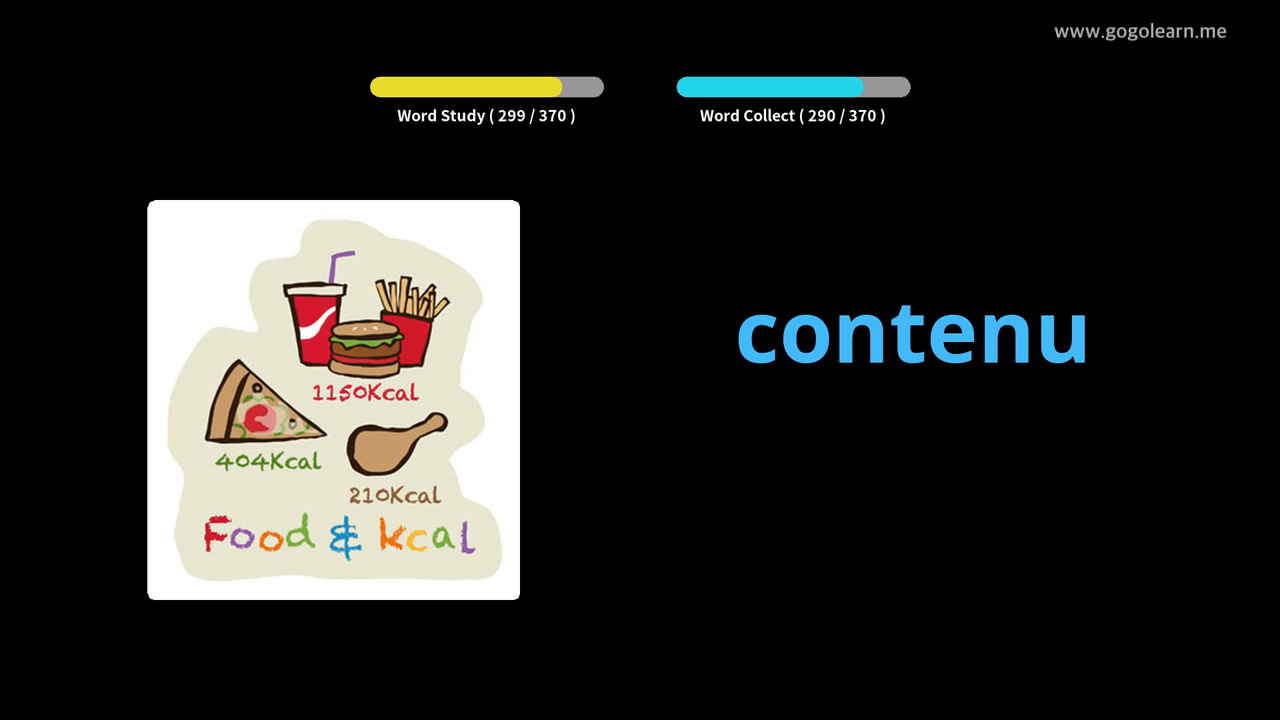 www.gogolearn.me
Word Study ( 299 / 370 )
Word Collect ( 290 / 370 )
contenu
1150Kcal
404Kcal
210Kcal
Food & kcal